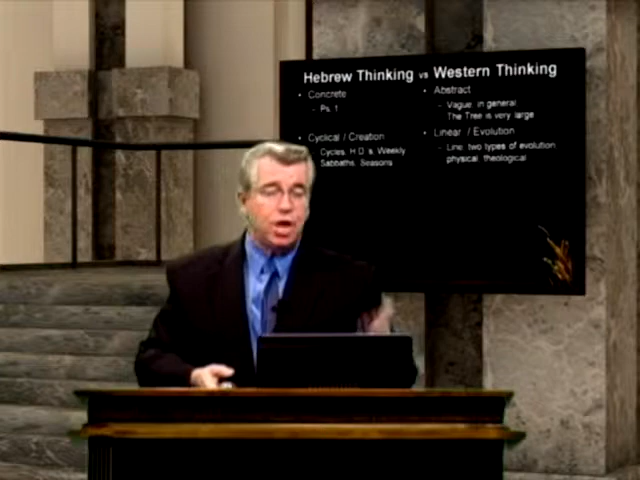 Hebrew Thinking vs Western Thinking
• Concrete
- Ps. 1
• Cyclical / Creation
Cycles, H.D.'s, Weekly
Sabbaths, Seasons
• Abstract
- Vague, in general
The Tree is very large
• Linear / Evolution
- Line two types of evolution
physical, theological